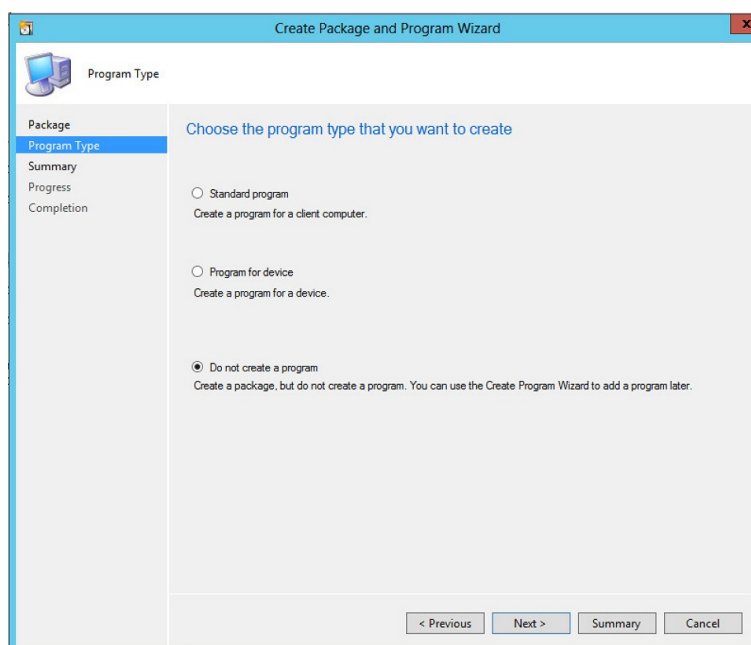 Create Package and Program Wizard
x
Program Type
Package
Program Type
Summary
Progress
Completion
Choose the program type that you want to create
Standard program
Create a program for a client computer.
Program for device
Create a program for a device.
Do not create a program
Create a package, but do not create a program. You can use the Create Program Wizard to add a program later.
< Previous
Next >
Summary
Cancel